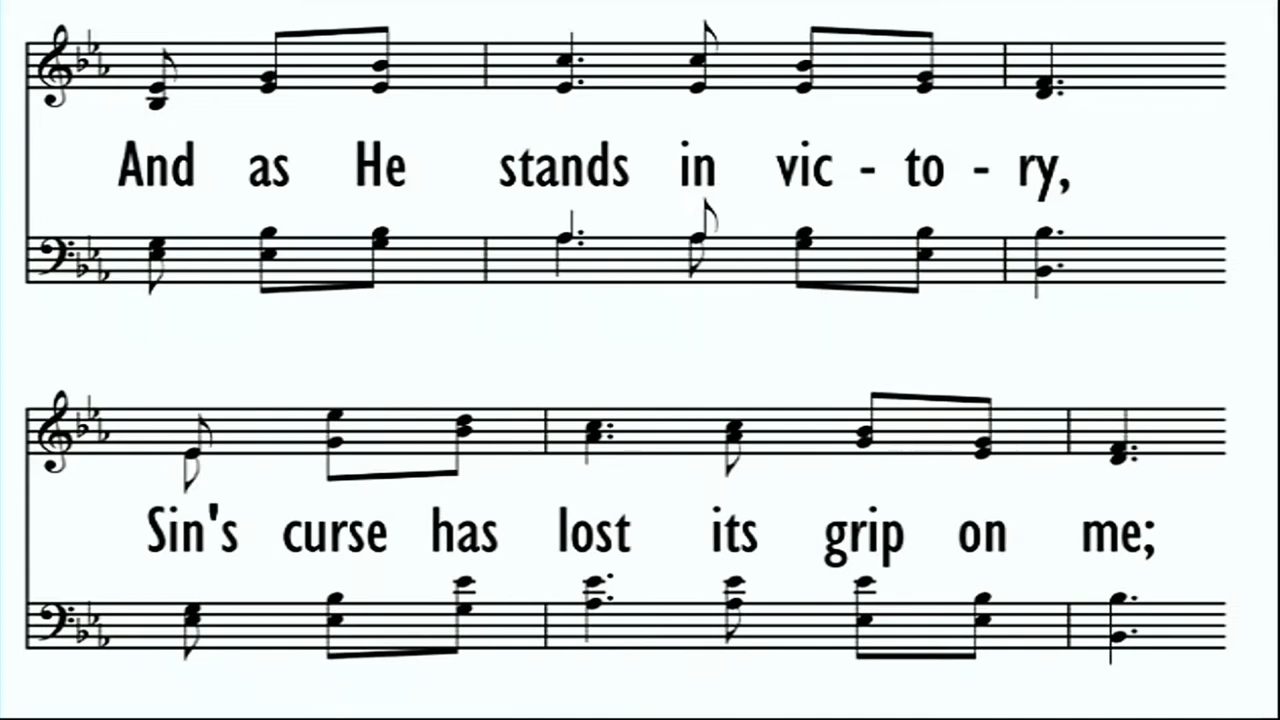 And as He stands in vic - to - ry,
Sin's curse has lost its grip on me;